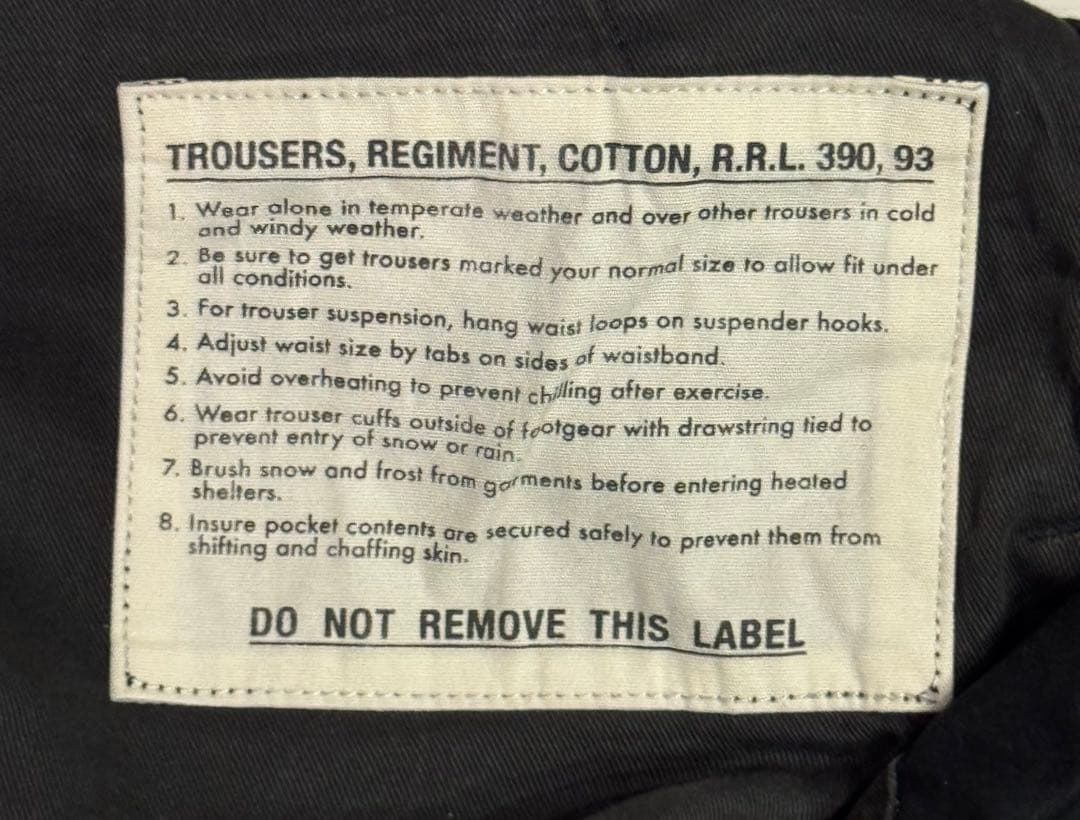 TROUSERS, REGIMENT, COTTON, R.R.L. 390, 93
1. Wear alone in temperate weather and over other trousers in cold
and windy weather.
2. Be sure to get trousers marked your normal size to allow fit under
all conditions.
3. For trouser suspension, hang waist loops on suspender hooks.
4. Adjust waist size by tabs on sides of waistband.
5. Avoid overheating to prevent chilling after exercise.
6. Wear trouser cuffs outside of footgear with drawstring tied to
prevent entry of snow or rain.
7. Brush snow and frost from garments before entering heated
shelters.
8. Insure pocket contents are secured safely to prevent them from
shifting and chaffing skin.
DO NOT REMOVE THIS LABEL